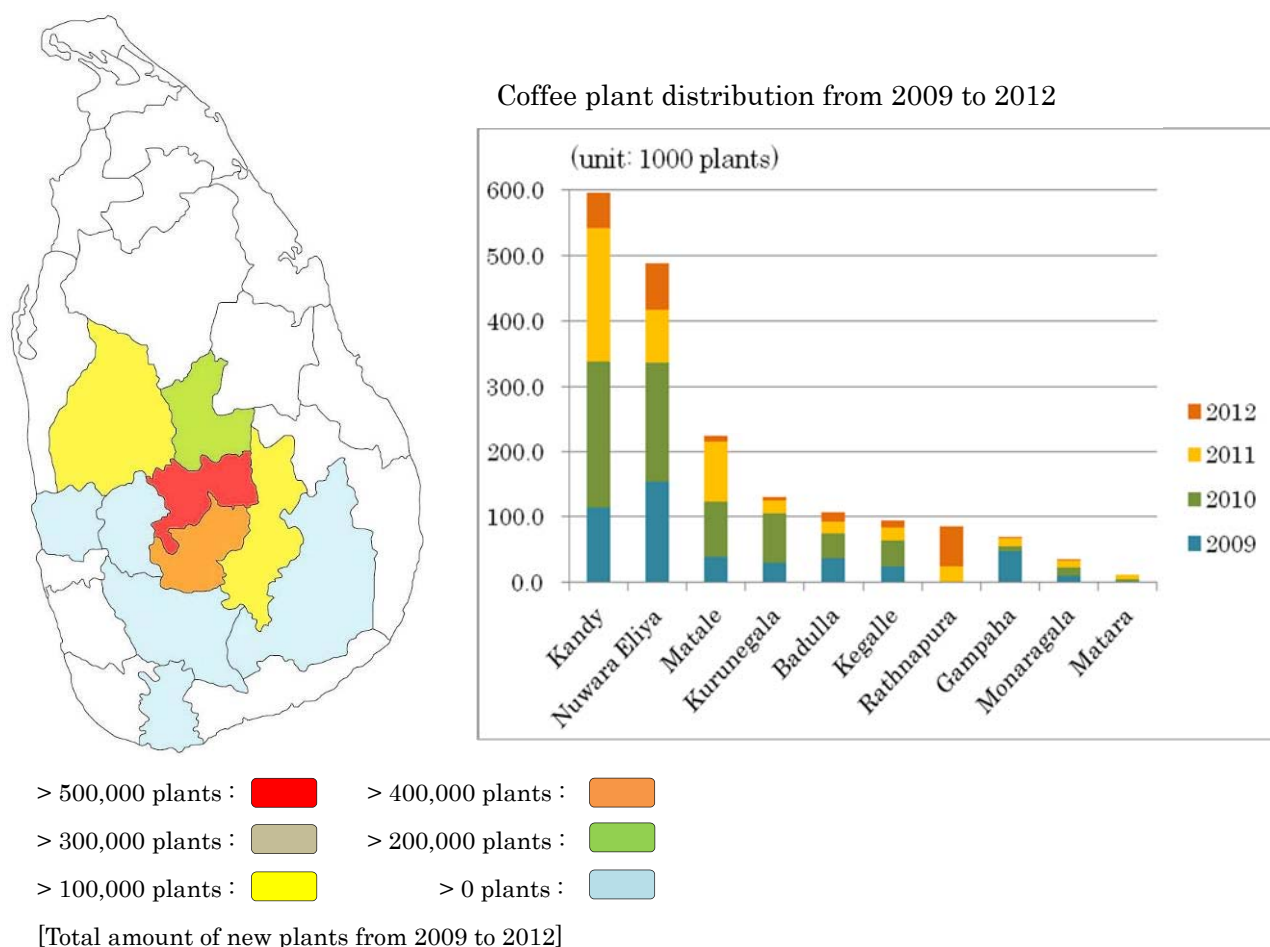 Coffee plant distribution from 2009 to 2012
(unit: 1000 plants)
600.0
500.0
400.0
300.0
200.0
100.0
0.0
Kandy
Nuwara Eliya
Matale
Kurunegala
Badulla
Kegalle
Rathnapura
Gampaha
Monaragala
Matara
2012
2011
2010
2009
> 500,000 plants : > 400,000 plants :
> 300,000 plants : > 200,000 plants :
> 100,000 plants : > 0 plants :
[Total amount of new plants from 2009 to 2012]